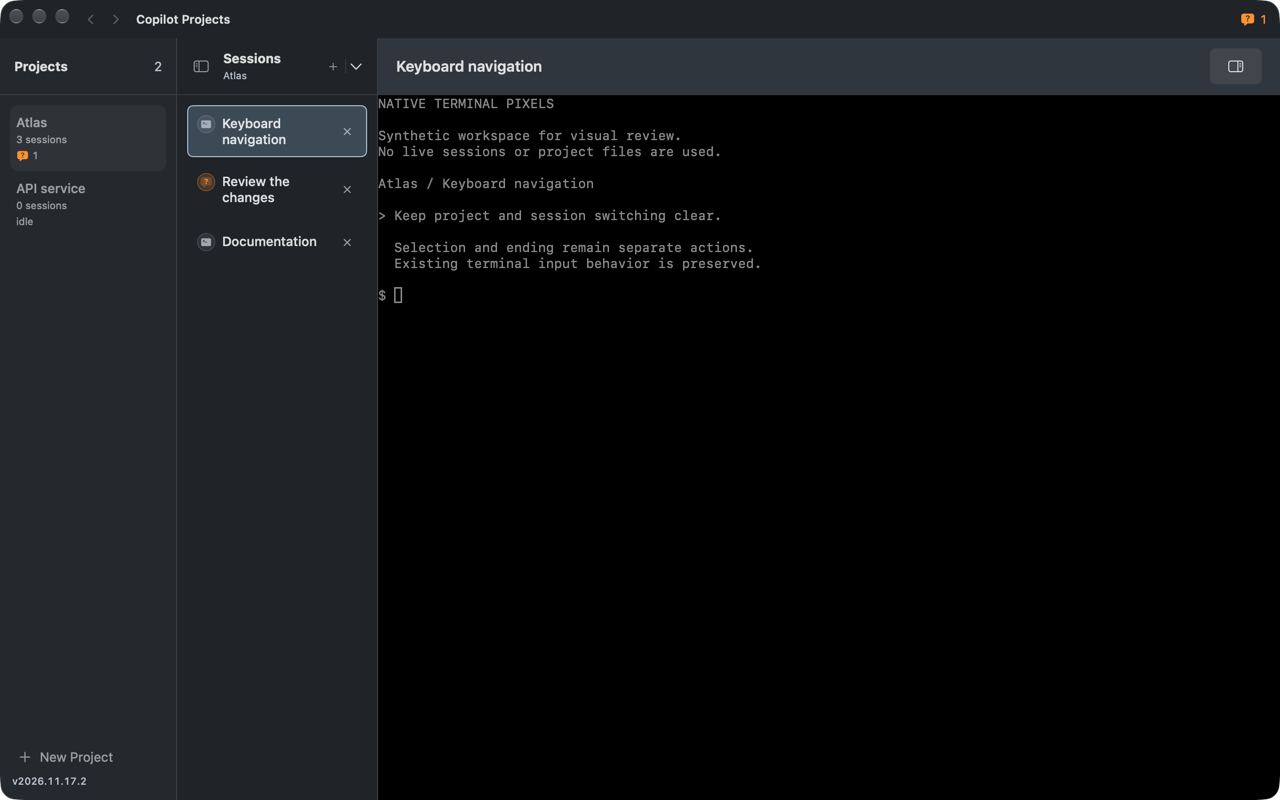 Copilot Projects
1
Projects
2
Atlas
3 sessions
1
API service
0 sessions
idle
New Project
v2026.11.17.2
Sessions
Atlas
Keyboard
navigation
Review the
changes
Documentation
Keyboard navigation
NATIVE TERMINAL PIXELS
Synthetic workspace for visual review.
No live sessions or project files are used.
Atlas / Keyboard navigation
> Keep project and session switching clear.
Selection and ending remain separate actions.
Existing terminal input behavior is preserved.
$